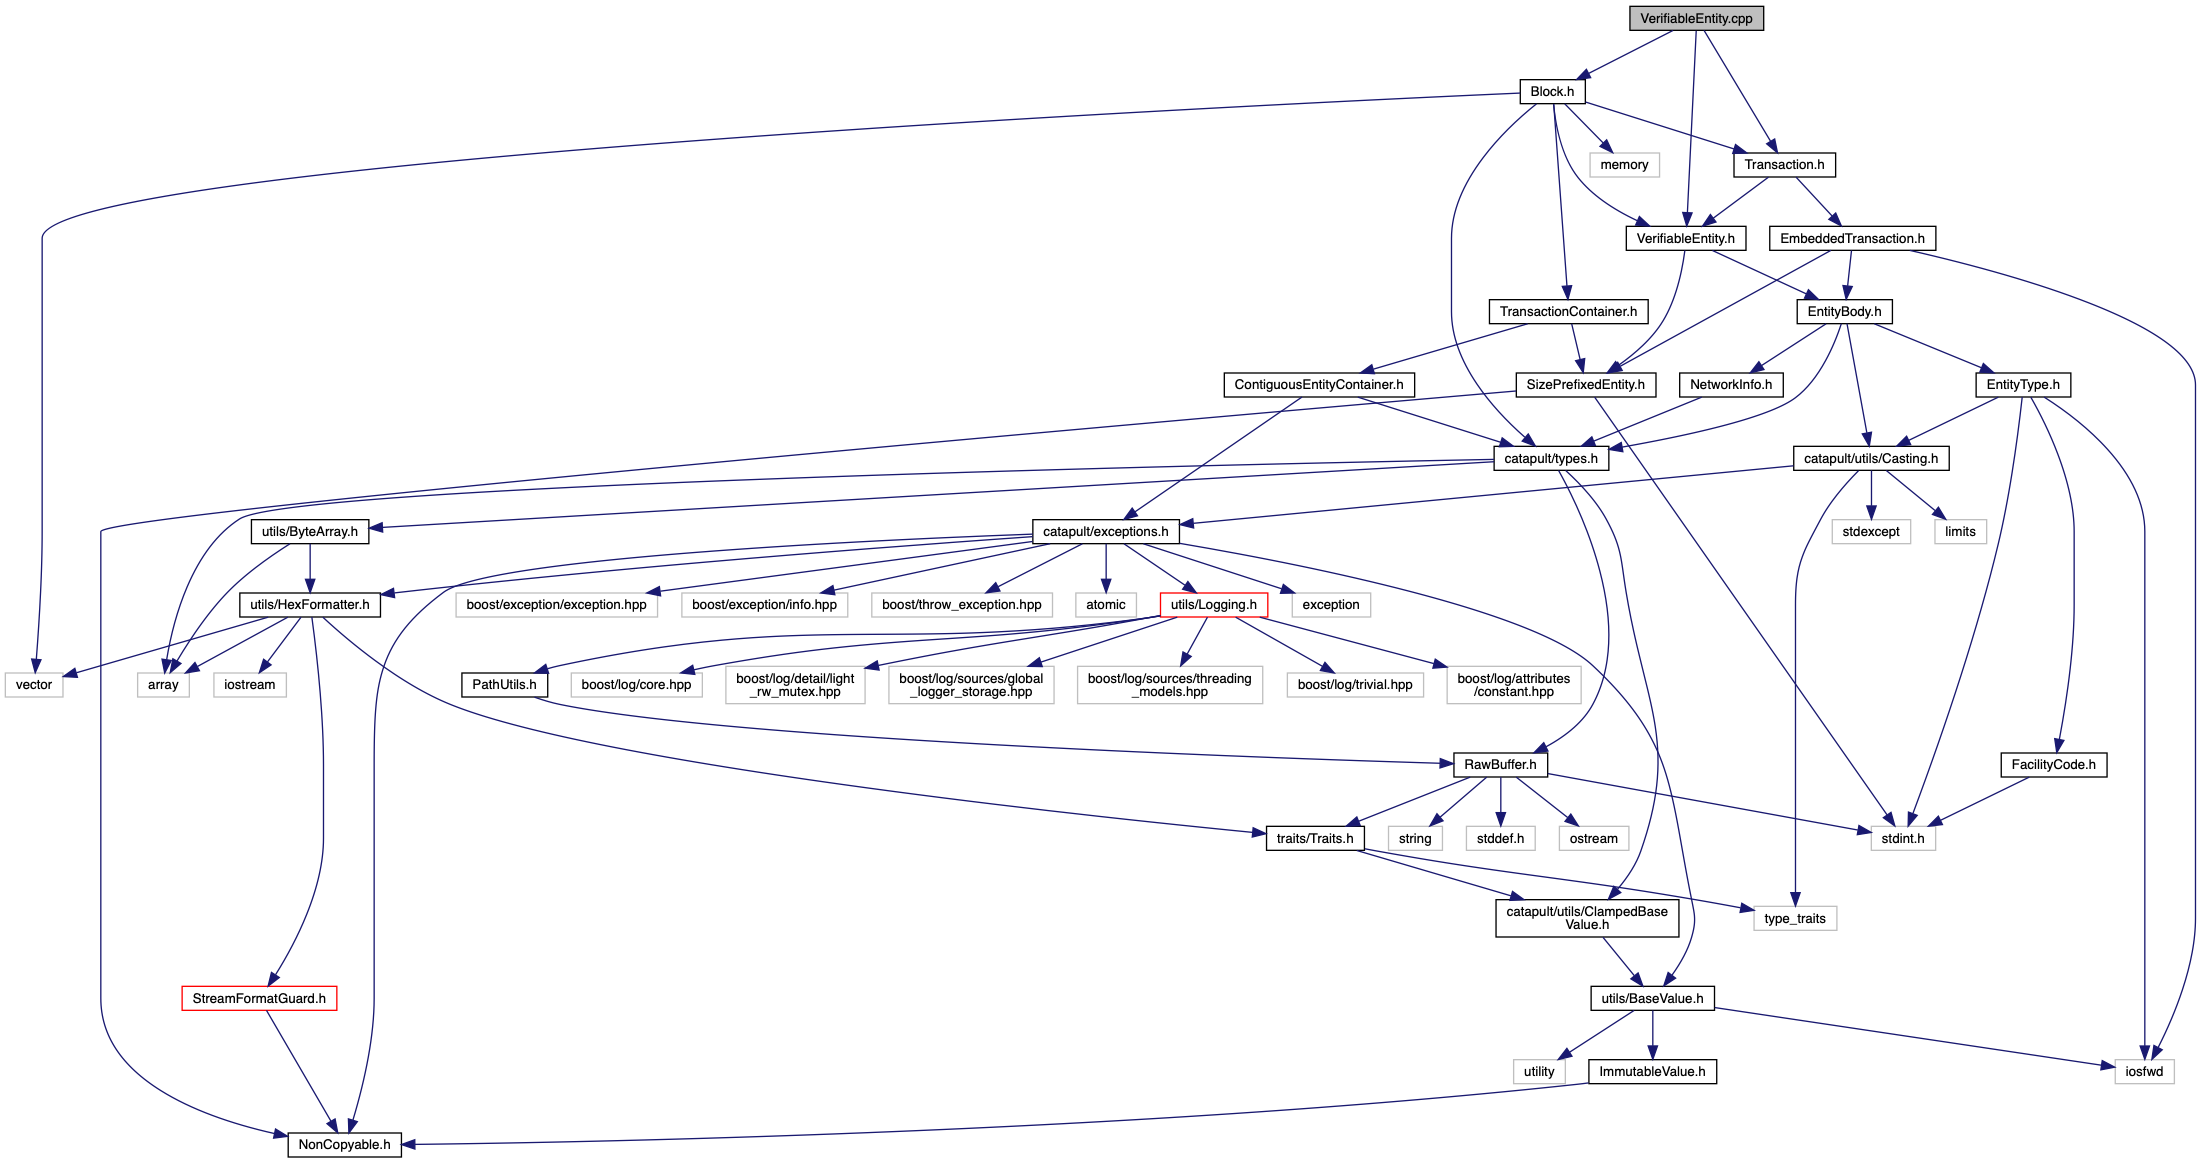 VerifiableEntity.cpp
Block.h
memory
Transaction.h
VerifiableEntity.h
EmbeddedTransaction.h
TransactionContainer.h
EntityBody.h
ContiguousEntityContainer.h
SizePrefixedEntity.h
NetworkInfo.h
EntityType.h
catapult/types.h
catapult/utils/Casting.h
utils/ByteArray.h
catapult/exceptions.h
stdexcept
limits
utils/HexFormatter.h
boost/exception/exception.hpp
boost/exception/info.hpp
boost/throw_exception.hpp
atomic
utils/Logging.h
exception
vector
array
iostream
PathUtils.h
boost/log/core.hpp
boost/log/detail/light
_rw_mutex.hpp
boost/log/sources/global
_logger_storage.hpp
boost/log/sources/threading
_models.hpp
boost/log/trivial.hpp
boost/log/attributes
/constant.hpp
RawBuffer.h
FacilityCode.h
traits/Traits.h
string
stddef.h
ostream
stdint.h
catapult/utils/ClampedBase
Value.h
type_traits
StreamFormatGuard.h
utils/BaseValue.h
utility
ImmutableValue.h
iosfwd
NonCopyable.h